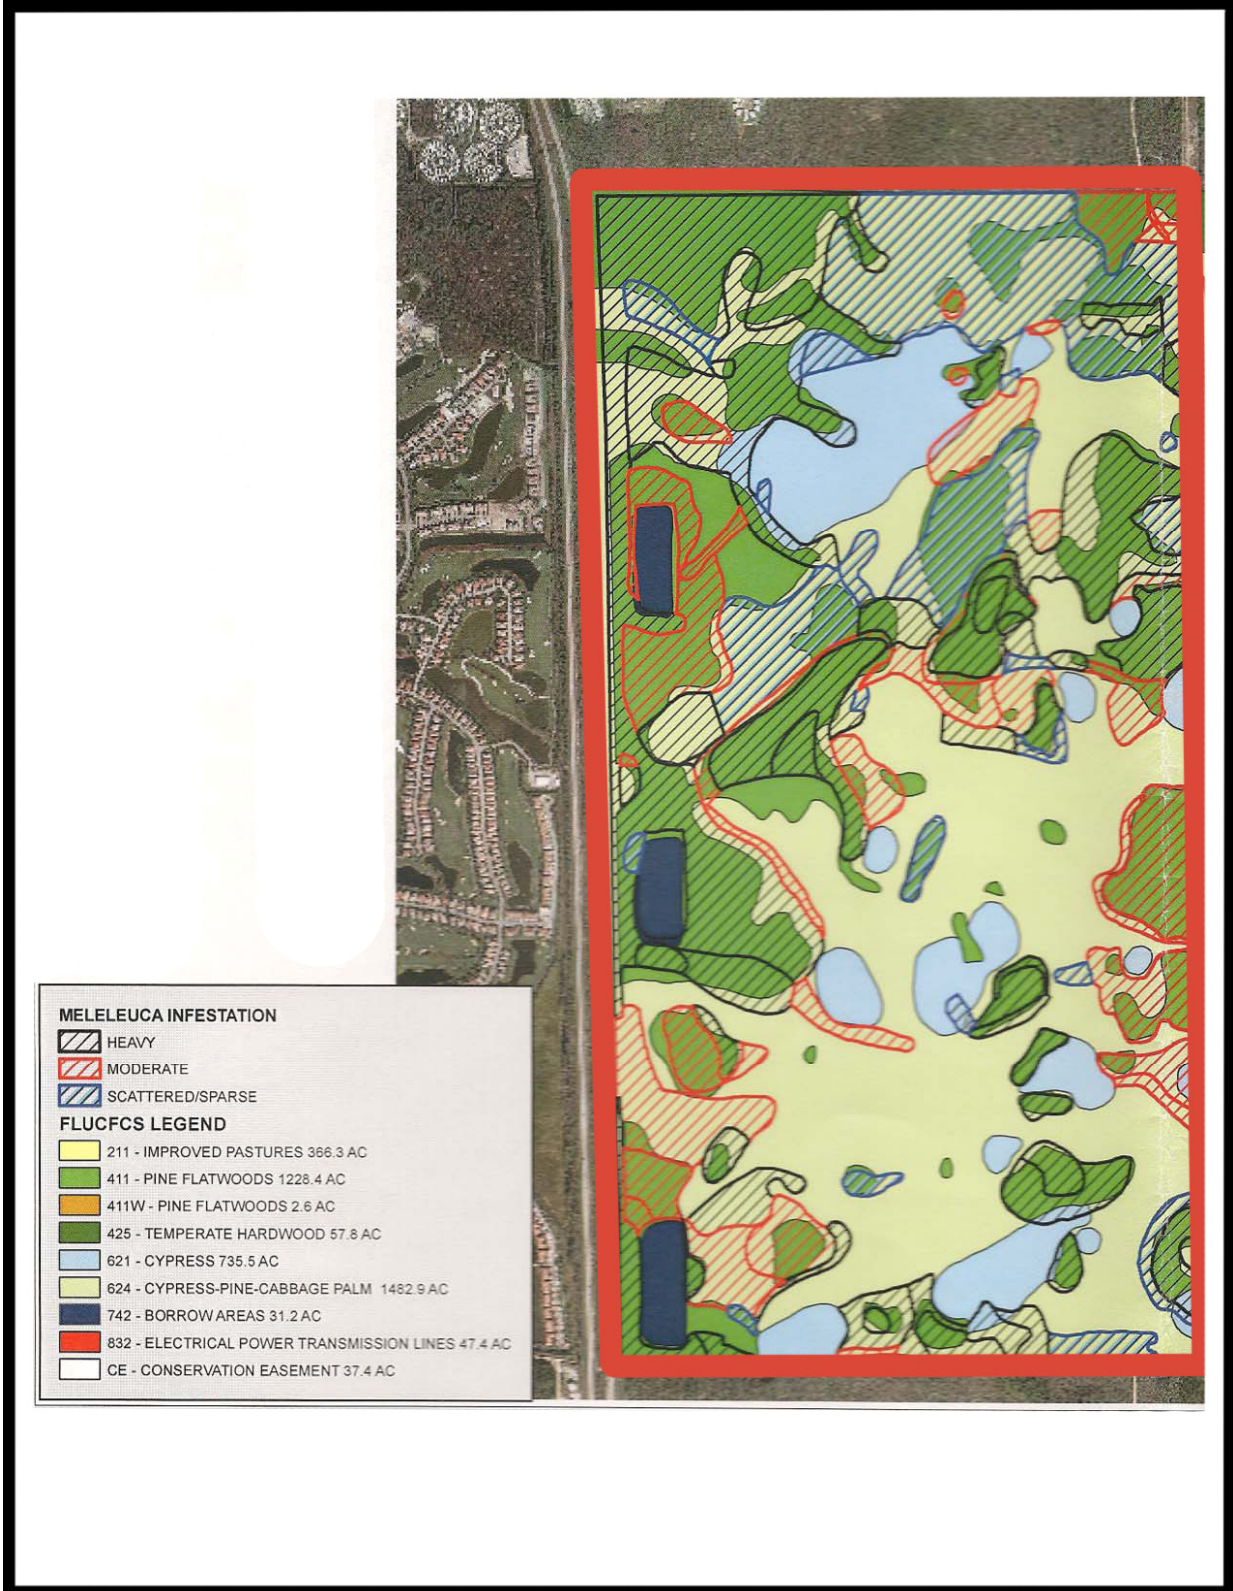 MELELEUCA INFESTATION
HEAVY
MODERATE
SCATTERED/SPARSE
FLUCFCS LEGEND
211 - IMPROVED PASTURES 366.3 AC
411 - PINE FLATWOODS 1228.4 AC
411W - PINE FLATWOODS 2.6 AC
425 - TEMPERATE HARDWOOD 57.8 AC
621 - CYPRESS 735.5 AC
624 - CYPRESS-PINE-CABBAGE PALM 1482.9 AC
742 - BORROW AREAS 31.2 AC
832 - ELECTRICAL POWER TRANSMISSION LINES 47.4 AC
CE - CONSERVATION EASEMENT 37.4 AC